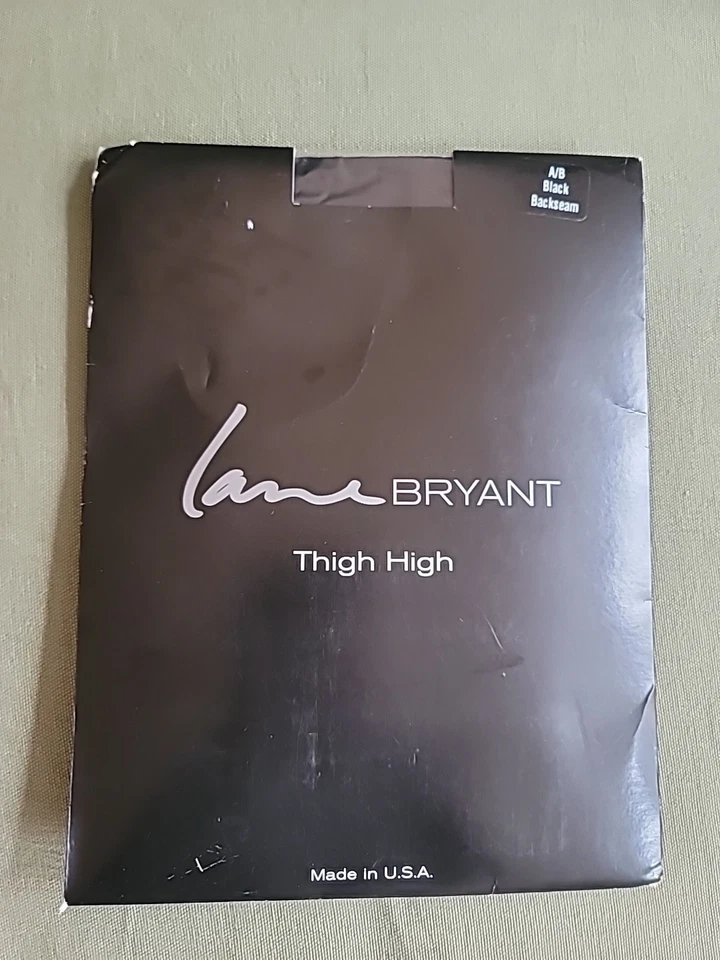 A/B
Black
Backseam
Lane BRYANT
Thigh High
Made in U.S.A.